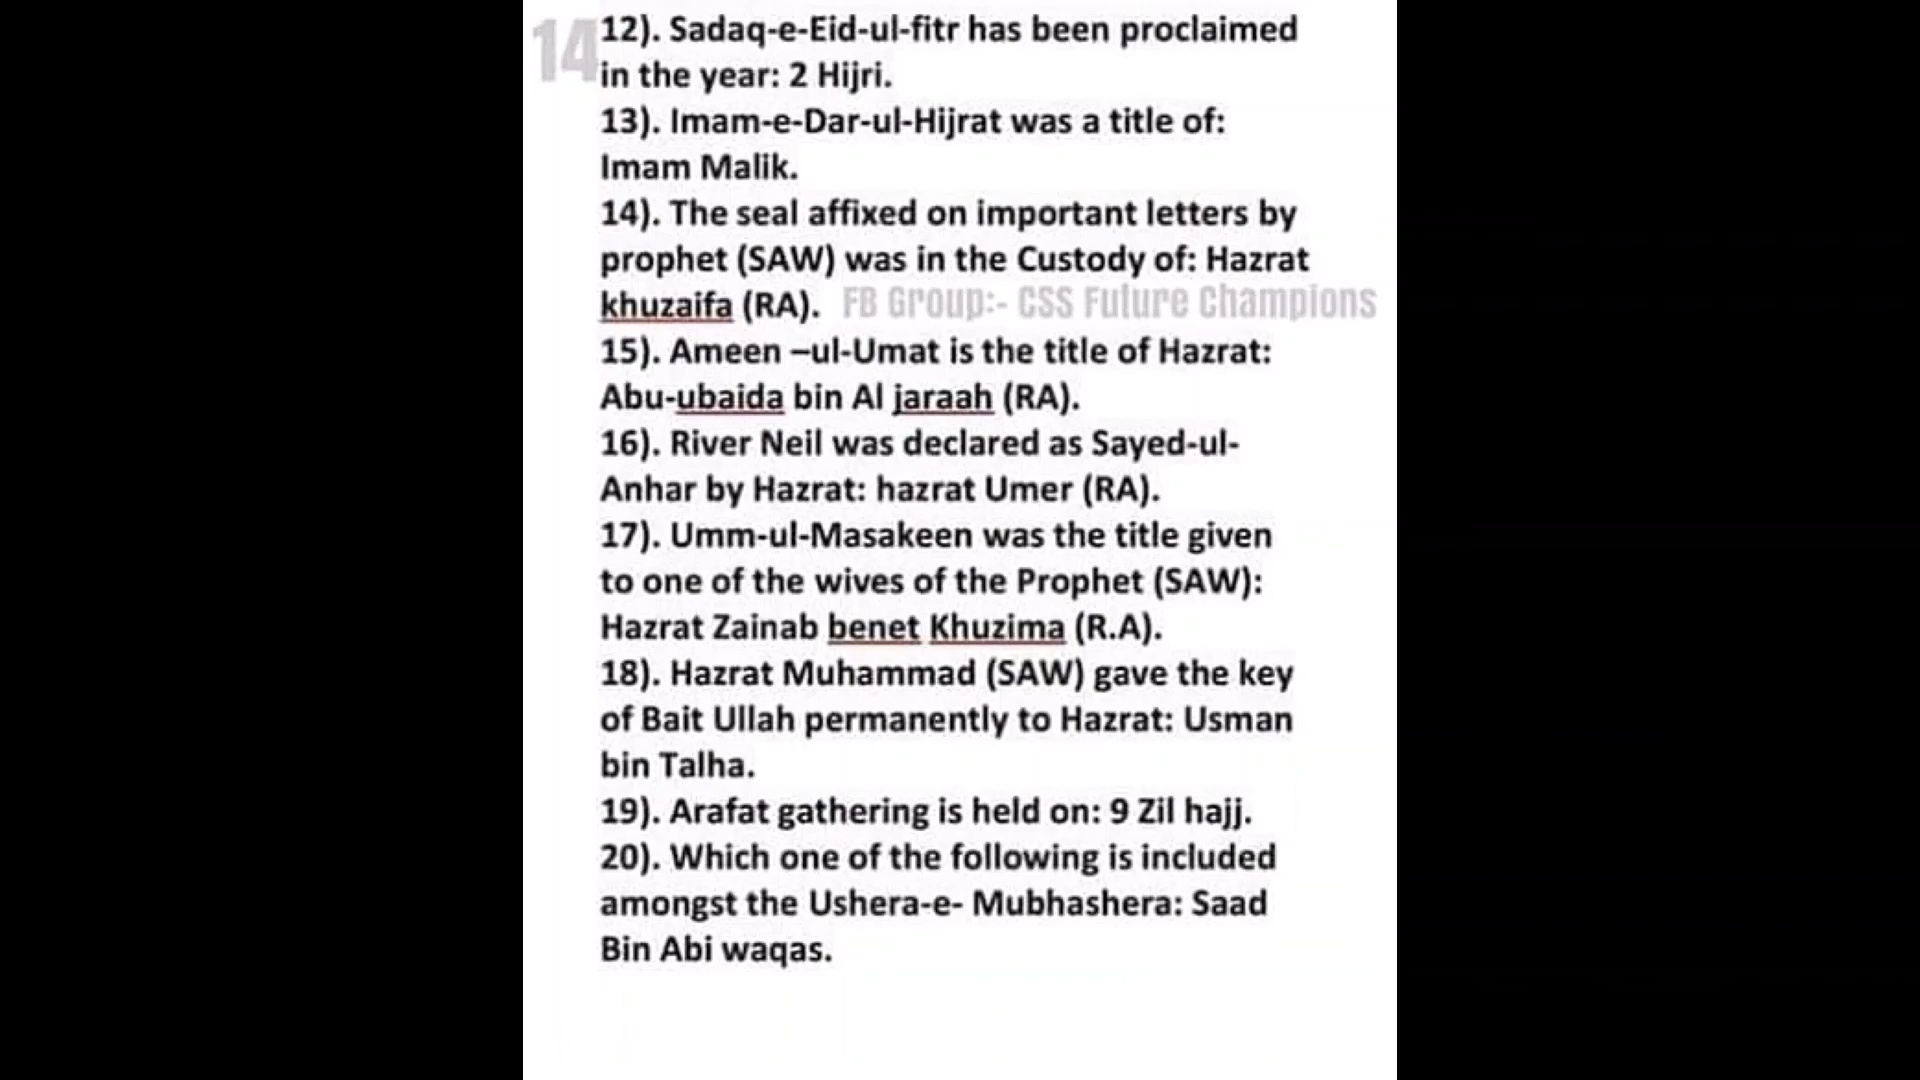 14
12). Sadaq-e-Eid-ul-fitr has been proclaimed
in the year: 2 Hijri.
13). Imam-e-Dar-ul-Hijrat was a title of:
Imam Malik.
14). The seal affixed on important letters by
prophet (SAW) was in the Custody of: Hazrat
khuzaifa (RA). FB Group:- CSS Future Champions
15). Ameen –ul-Umat is the title of Hazrat:
Abu-ubaida bin Al jaraah (RA).
16). River Neil was declared as Sayed-ul-
Anhar by Hazrat: hazrat Umer (RA).
17). Umm-ul-Masakeen was the title given
to one of the wives of the Prophet (SAW):
Hazrat Zainab benet Khuzima (R.A).
18). Hazrat Muhammad (SAW) gave the key
of Bait Ullah permanently to Hazrat: Usman
bin Talha.
19). Arafat gathering is held on: 9 Zil hajj.
20). Which one of the following is included
amongst the Ushera-e- Mubhashera: Saad
Bin Abi waqas.